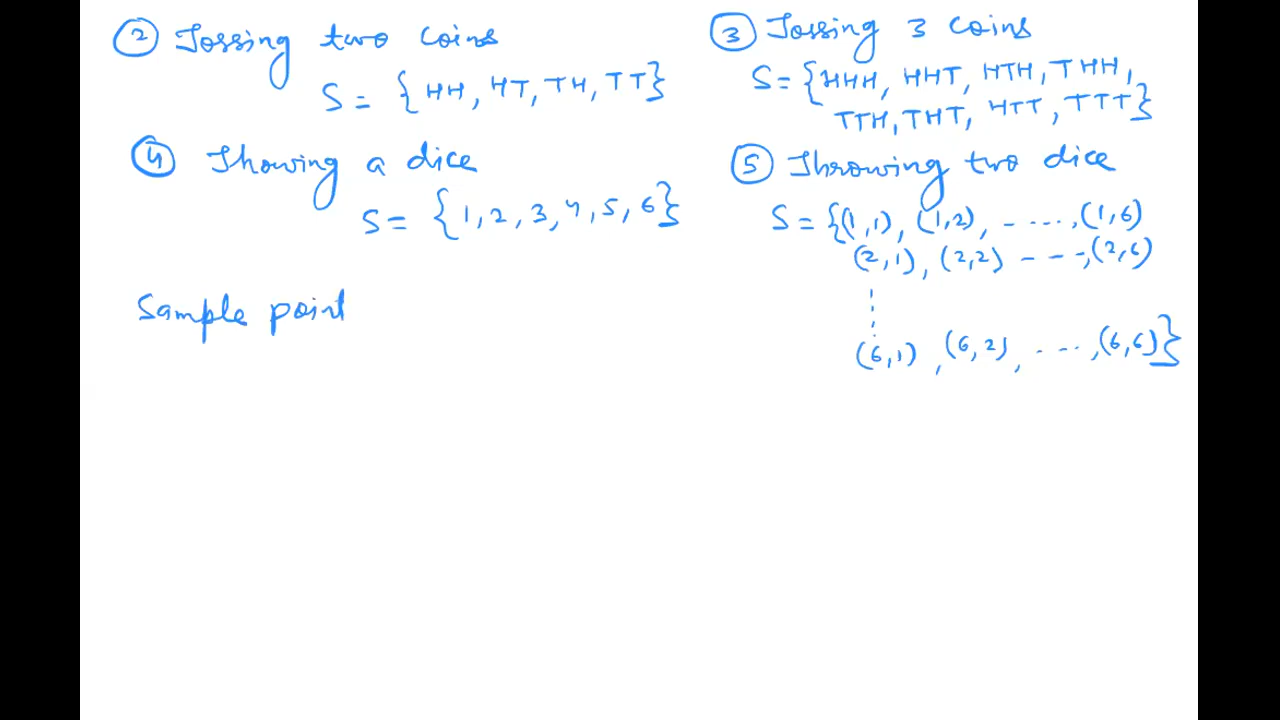 ② Tossing two coins
S = {HH, HT, TH, TT}
③ Tossing 3 coins
S = {HHH, HHT, HTH, THH,
TTH, THT, HTT, TTT}
④ Showing a dice
S = {1, 2, 3, 4, 5, 6}
⑤ Throwing two dice
S = {(1,1), (1,2), - ...., (1,6)
(2,1), (2,2) - - -, (2,6)
(6,1), (6,2), . ..., (6,6)}
Sample point